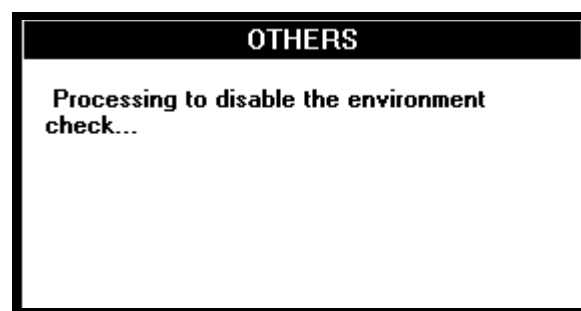 OTHERS
Processing to disable the environment
check...